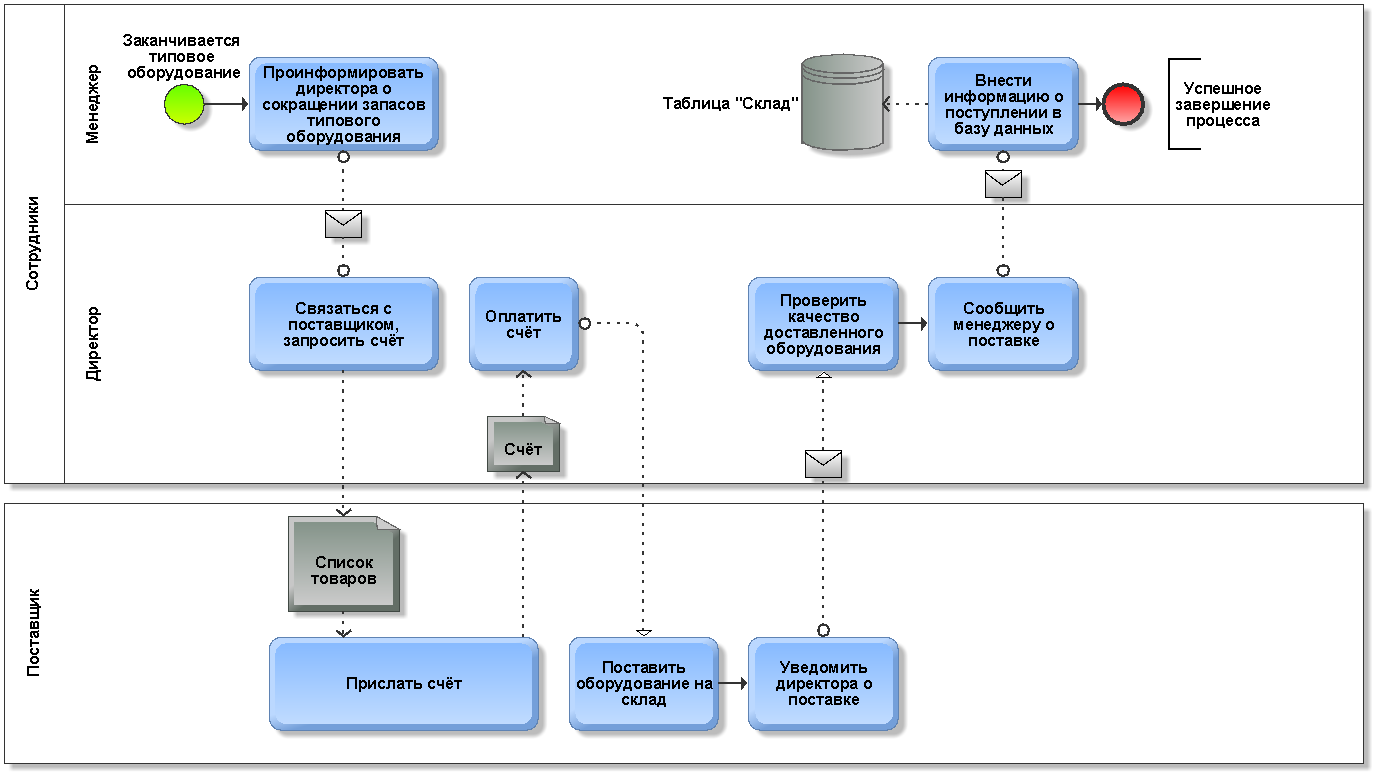 Сотрудники
Менеджер
Заканчивается
типовое
оборудование
Проинформировать
директора о
сокращении запасов
типового
оборудования
Таблица "Склад"
Внести
информацию о
поступлении в
базу данных
Успешное
завершение
процесса
Директор
Связаться с
поставщиком,
запросить счёт
Оплатить
счёт
Проверить
качество
доставленного
оборудования
Сообщить
менеджеру о
поставке
Счёт
Поставщик
Список
товаров
Прислать счёт
Поставить
оборудование на
склад
Уведомить
директора о
поставке